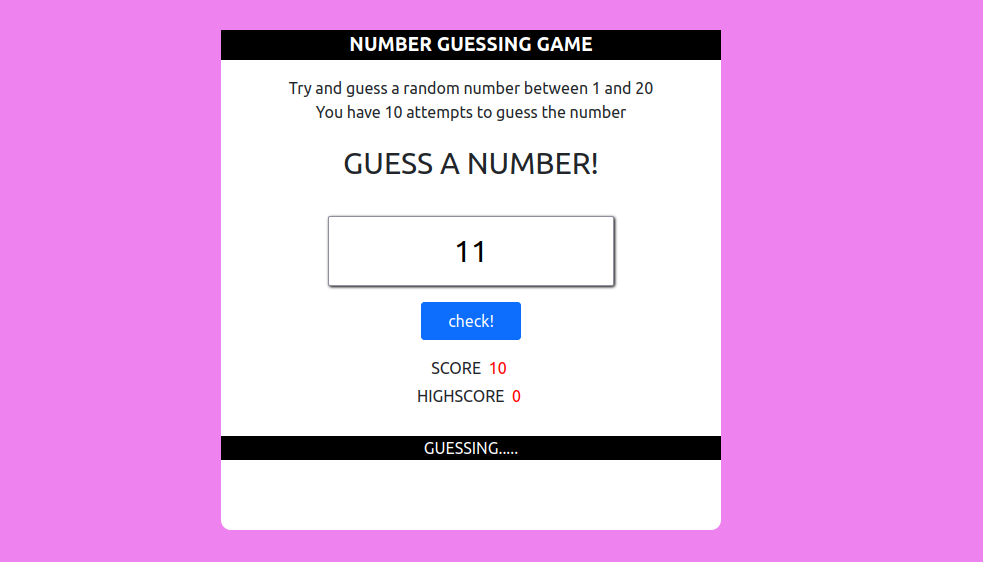 NUMBER GUESSING GAME
Try and guess a random number between 1 and 20
You have 10 attempts to guess the number
GUESS A NUMBER!
11
check!
SCORE 10
HIGHSCORE 0
GUESSING.....